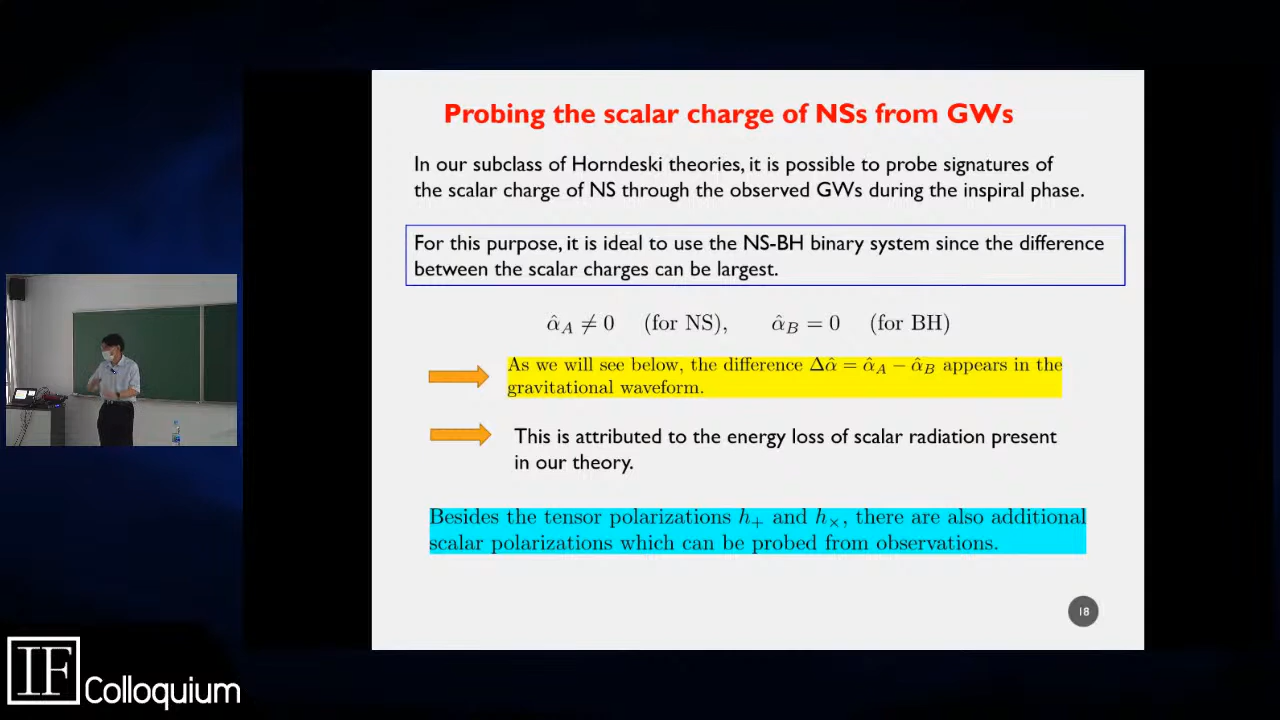 Probing the scalar charge of NSs from GWs
In our subclass of Horndeski theories, it is possible to probe signatures of
the scalar charge of NS through the observed GWs during the inspiral phase.
For this purpose, it is ideal to use the NS-BH binary system since the difference
between the scalar charges can be largest.
α̂_A ≠ 0 (for NS), α̂_B = 0 (for BH)
As we will see below, the difference Δα̂ = α̂_A − α̂_B appears in the
gravitational waveform.
This is attributed to the energy loss of scalar radiation present
in our theory.
Besides the tensor polarizations h_+ and h_×, there are also additional
scalar polarizations which can be probed from observations.
18
IF Colloquium